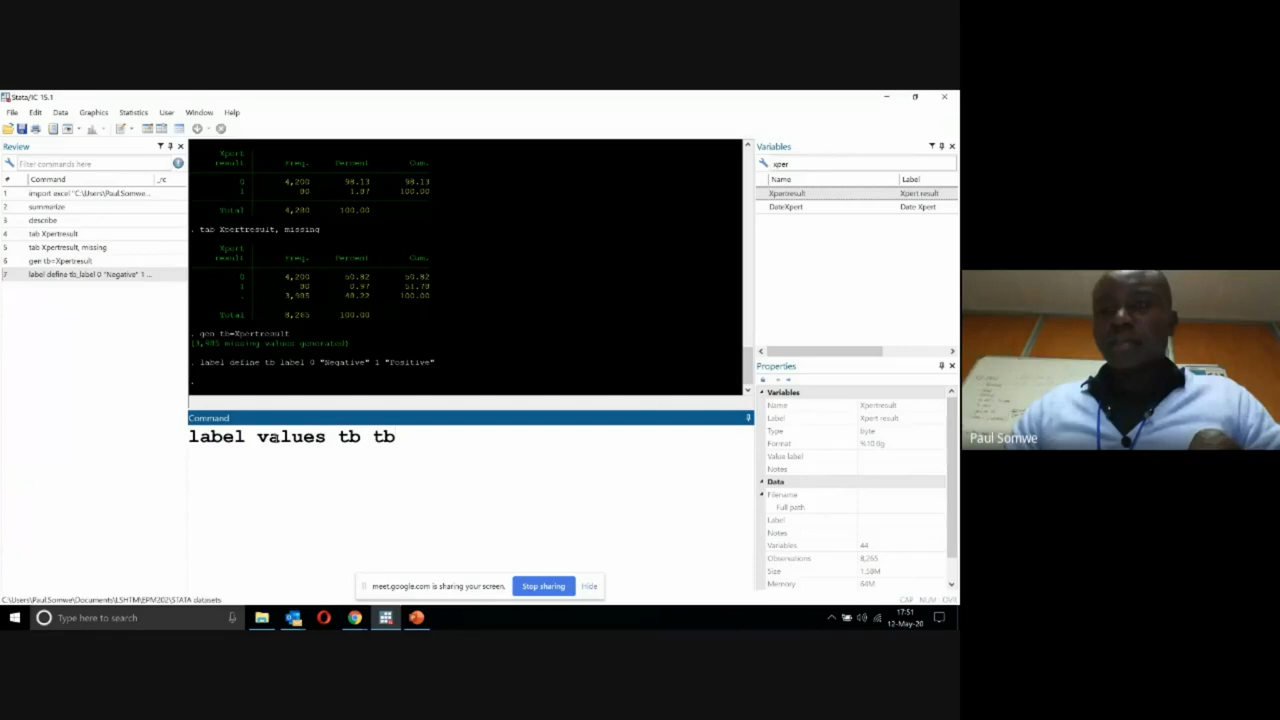 Stata/IC 15.1
File Edit Data Graphics Statistics User Window Help
Review
Filter commands here
# Command _rc
1 import excel "C:\Users\Paul.Somwe...
2 summarize
3 describe
4 tab Xpertresult
5 tab Xpertresult, missing
6 gen tb=Xpertresult
7 label define tb_label 0 "Negative" 1 ...
Xpert
result Freq. Percent Cum.
0 4,200 98.13 98.13
1 80 1.87 100.00
Total 4,280 100.00
. tab Xpertresult, missing
Xpert
result Freq. Percent Cum.
0 4,200 50.82 50.82
1 80 0.97 51.78
. 3,985 48.22 100.00
Total 8,265 100.00
. gen tb=Xpertresult
(3,985 missing values generated)
. label define tb_label 0 "Negative" 1 "Positive"
.
Command
label values tb tb
Variables
xper
Name Label
Xpertresult Xpert result
DateXpert Date Xpert
Properties
Variables
Name Xpertresult
Label Xpert result
Type byte
Format %10.0g
Value label
Notes
Data
Filename
Full path
Label
Notes
Variables 44
Observations 8,265
Size
Memory 64M
meet.google.com is sharing your screen.
Stop sharing
Hide
C:\Users\Paul.Somwe\Documents\LSHTM\EPM202\STATA datasets
CAP NUM OVR
Type here to search
17:51
12-May-20
Paul Somwe